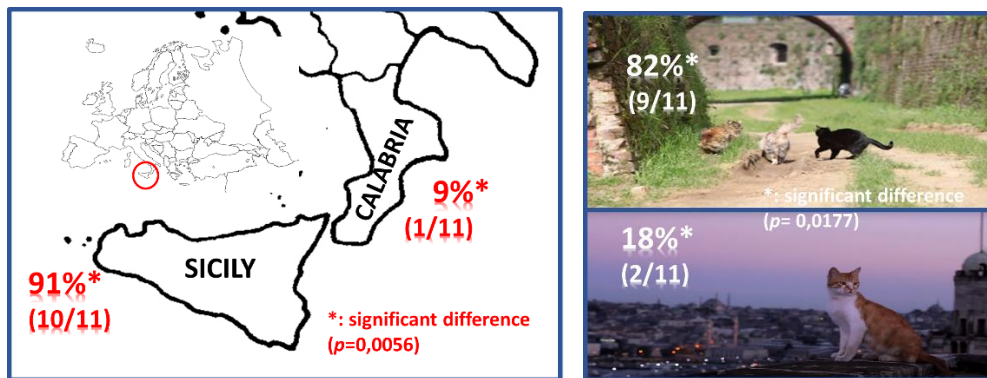 CALABRIA
9%*
(1/11)
SICILY
91%*
(10/11)
*: significant difference
(p=0,0056)
82%*
(9/11)
*: significant difference
(p= 0,0177)
18%*
(2/11)